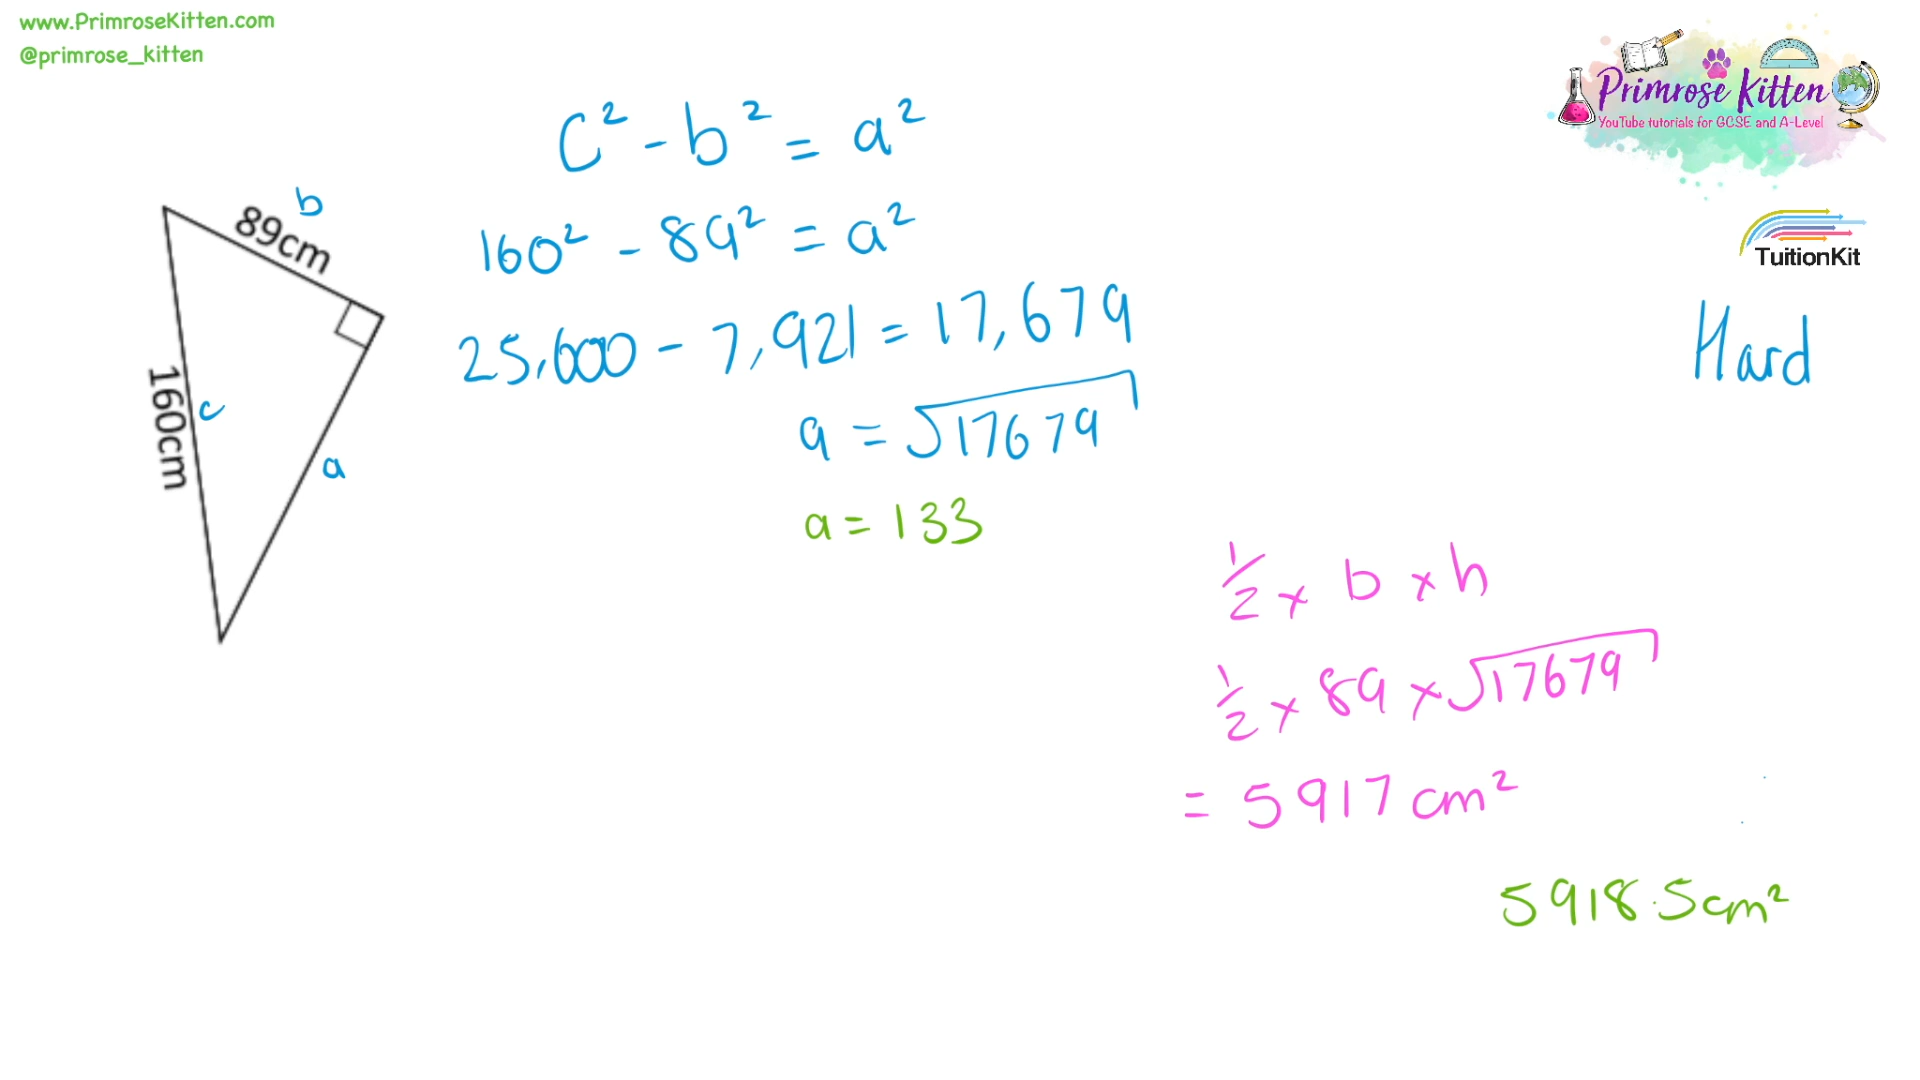 www.PrimroseKitten.com
@primrose_kitten
Primrose Kitten
YouTube tutorials for GCSE and A-Level
TuitionKit
Hard
b
89cm
160cm
c
a
C² - b² = a²
160² - 89² = a²
25,600 - 7,921 = 17,679
a = √17679
a = 133
½ × b × h
½ × 89 × √17679
= 5917 cm²
5918.5cm²